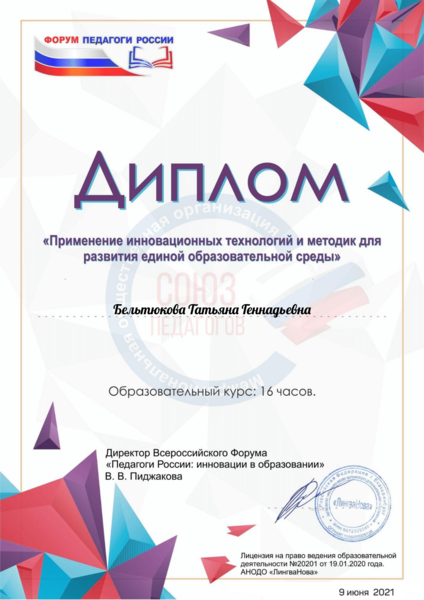 ФОРУМ ПЕДАГОГИ РОССИИ
Диплом
«Применение инновационных технологий и методик для
развития единой образовательной среды»
Бельтюкова Татьяна Геннадьевна
СОЮЗ
ПЕДАГОГОВ
Образовательный курс: 16 часов.
Директор Всероссийского Форума
«Педагоги России: инновации в образовании»
В. В. Пиджакова
«ЛингваНова»
Лицензия на право ведения образовательной
деятельности №20201 от 19.01.2020 года.
АНОДО «ЛингваНова»
9 июня 2021